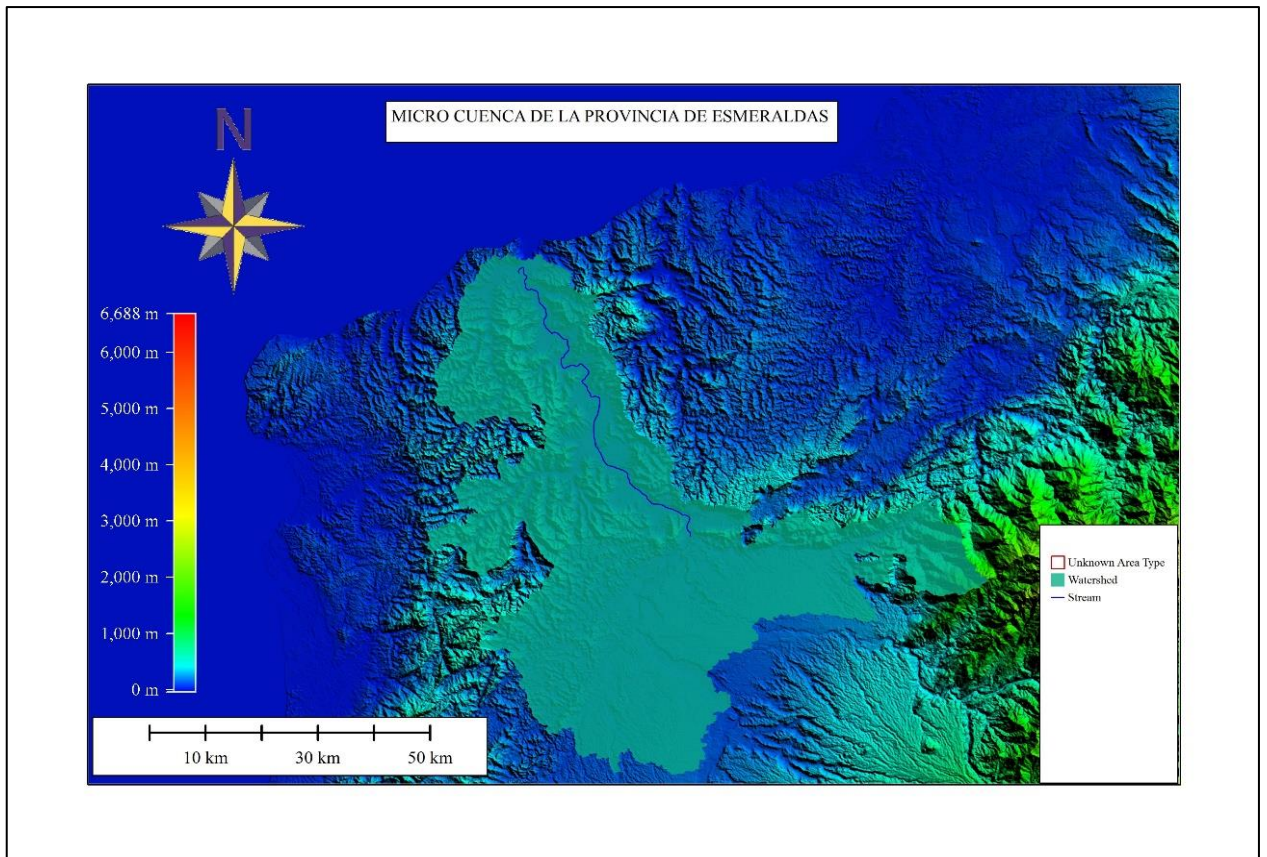 MICRO CUENCA DE LA PROVINCIA DE ESMERALDAS
N
6,688 m
6,000 m
5,000 m
4,000 m
3,000 m
2,000 m
1,000 m
0 m
10 km 30 km 50 km
Unknown Area Type
Watershed
Stream